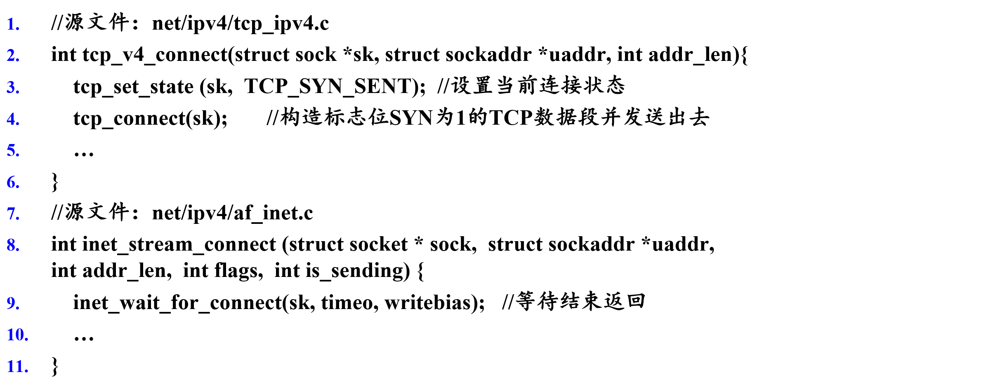 1. //源文件：net/ipv4/tcp_ipv4.c
2. int tcp_v4_connect(struct sock *sk, struct sockaddr *uaddr, int addr_len){
3. tcp_set_state (sk, TCP_SYN_SENT); //设置当前连接状态
4. tcp_connect(sk); //构造标志位SYN为1的TCP数据段并发送出去
5. …
6. }
7. //源文件：net/ipv4/af_inet.c
8. int inet_stream_connect (struct socket * sock, struct sockaddr *uaddr,
int addr_len, int flags, int is_sending) {
9. inet_wait_for_connect(sk, timeo, writebias); //等待结束返回
10. …
11. }